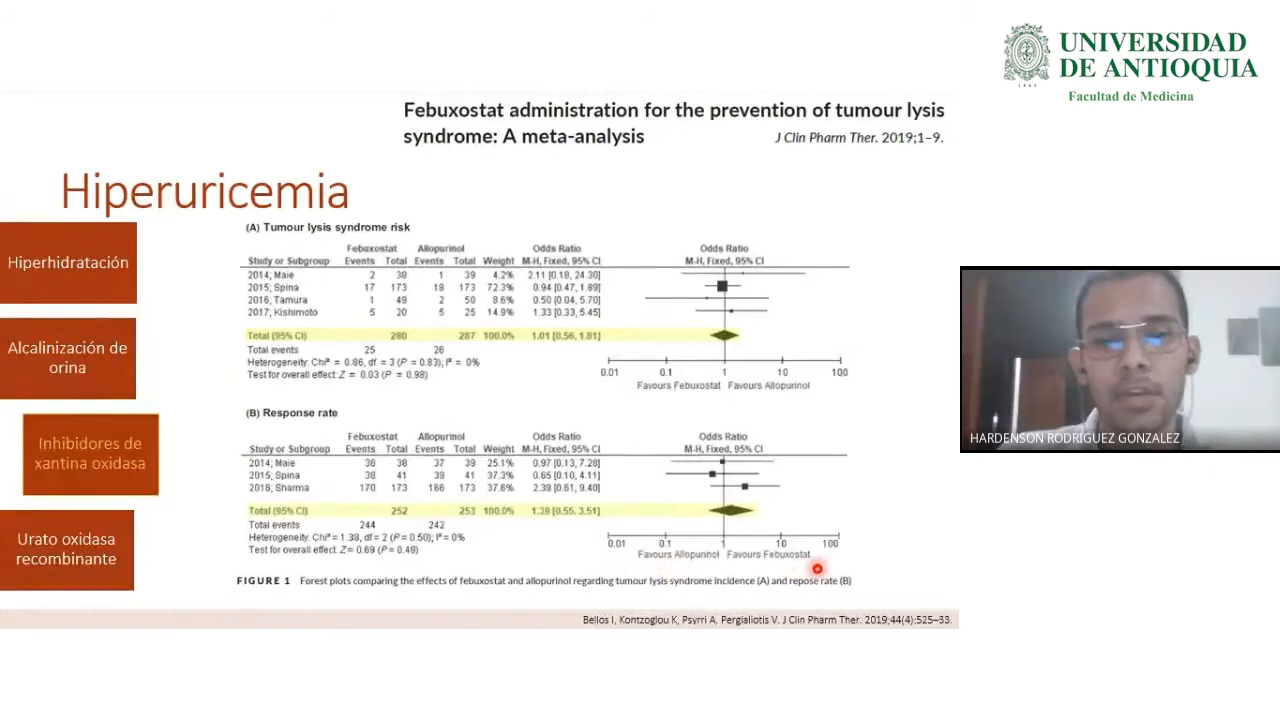 UNIVERSIDAD
DE ANTIOQUIA
Facultad de Medicina
Febuxostat administration for the prevention of tumour lysis
syndrome: A meta-analysis
J Clin Pharm Ther. 2019;1–9.
Hiperuricemia
Hiperhidratación
Alcalinización de
orina
Inhibidores de
xantina oxidasa
Urato oxidasa
recombinante
(A) Tumour lysis syndrome risk
Febuxostat Allopurinol Odds Ratio Odds Ratio
Study or Subgroup Events Total Events Total Weight M-H, Fixed, 95% CI M-H, Fixed, 95% CI
2014; Maie 2 38 1 39 4.2% 2.11 [0.18, 24.30]
2015; Spina 17 173 18 173 72.3% 0.94 [0.47, 1.89]
2016; Tamura 1 49 2 50 8.6% 0.50 [0.04, 5.70]
2017; Kishimoto 5 20 5 25 14.9% 1.33 [0.33, 5.45]
Total (95% CI) 280 287 100.0% 1.01 [0.56, 1.81]
Total events 25 26
Heterogeneity: Chi² = 0.86, df = 3 (P = 0.83); I² = 0%
Test for overall effect: Z = 0.03 (P = 0.98)
0.01 0.1 1 10 100
Favours Febuxostat Favours Allopurinol
(B) Response rate
Febuxostat Allopurinol Odds Ratio Odds Ratio
Study or Subgroup Events Total Events Total Weight M-H, Fixed, 95% CI M-H, Fixed, 95% CI
2014; Maie 36 38 37 39 25.1% 0.97 [0.13, 7.28]
2015; Spina 38 41 39 41 37.3% 0.65 [0.10, 4.11]
2016; Sharma 170 173 166 173 37.6% 2.39 [0.61, 9.40]
Total (95% CI) 252 253 100.0% 1.39 [0.55, 3.51]
Total events 244 242
Heterogeneity: Chi² = 1.38, df = 2 (P = 0.50); I² = 0%
Test for overall effect: Z = 0.69 (P = 0.49)
0.01 0.1 1 10 100
Favours Allopurinol Favours Febuxostat
FIGURE 1 Forest plots comparing the effects of febuxostat and allopurinol regarding tumour lysis syndrome incidence (A) and repose rate (B)
Bellos I, Kontzoglou K, Psyrri A, Pergialiotis V. J Clin Pharm Ther. 2019;44(4):525–33.
HARDENSON RODRIGUEZ GONZALEZ